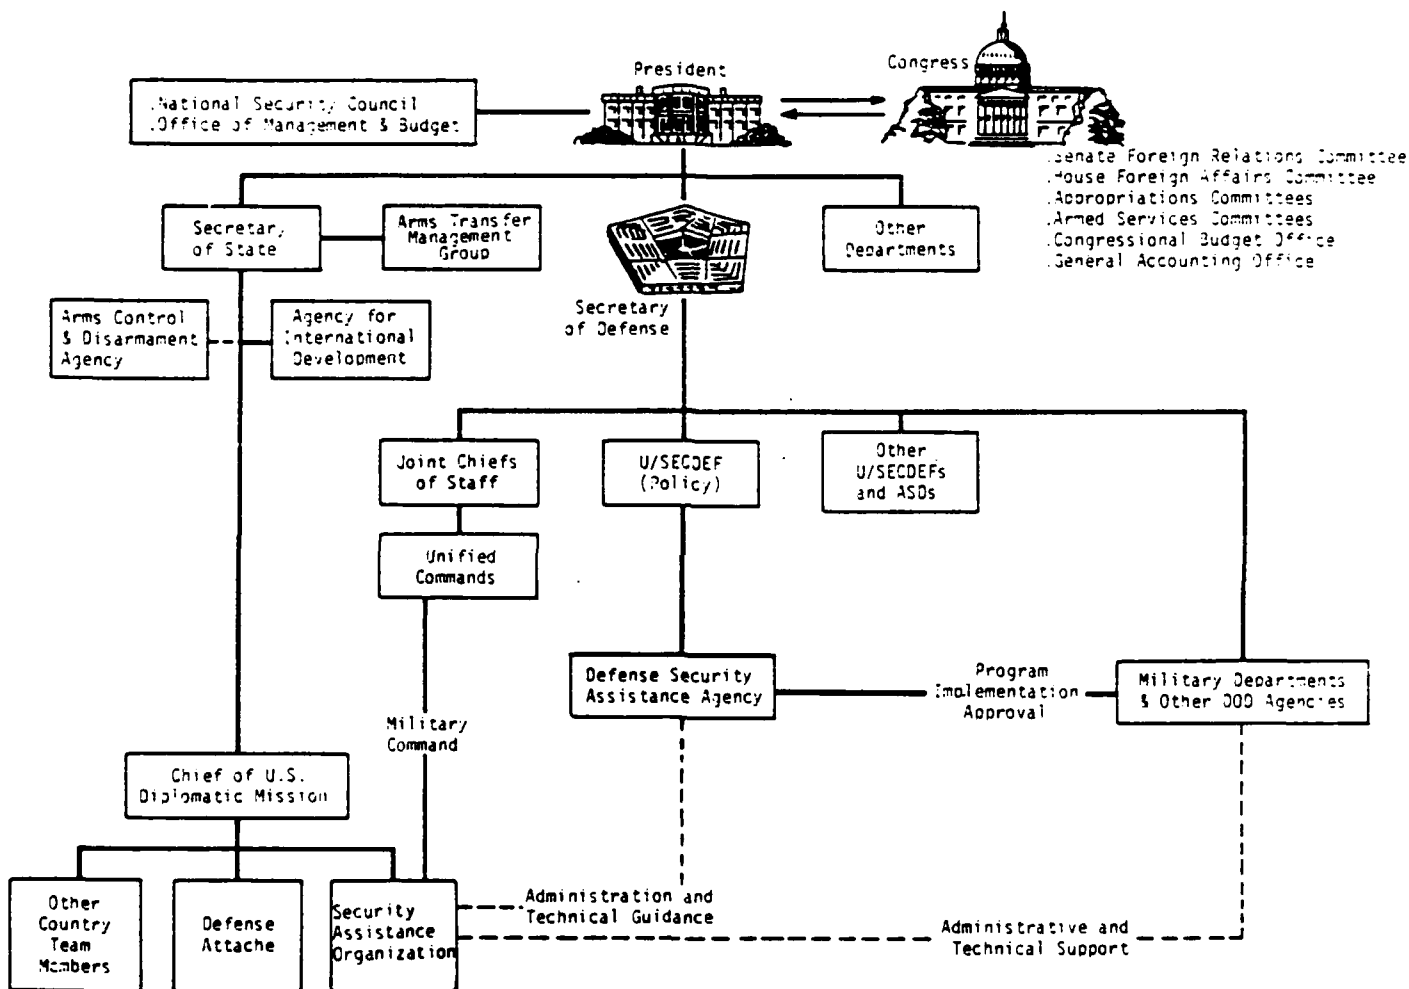 President
Congress
.National Security Council
.Office of Management & Budget
.Senate Foreign Relations Committee
.House Foreign Affairs Committee
.Appropriations Committees
.Armed Services Committees
.Congressional Budget Office
.General Accounting Office
Secretary
of State
Arms Transfer
Management
Group
Other
Departments
Secretary
of Defense
Arms Control
& Disarmament
Agency
Agency for
International
Development
Joint Chiefs
of Staff
U/SECDEF
(Policy)
Other
U/SECDEFs
and ASDs
Unified
Commands
Defense Security
Assistance Agency
Program
Implementation
Approval
Military Departments
& Other DOD Agencies
Military
Command
Chief of U.S.
Diplomatic Mission
Other
Country
Team
Members
Defense
Attache
Security
Assistance
Organization
Administration and
Technical Guidance
Administrative and
Technical Support